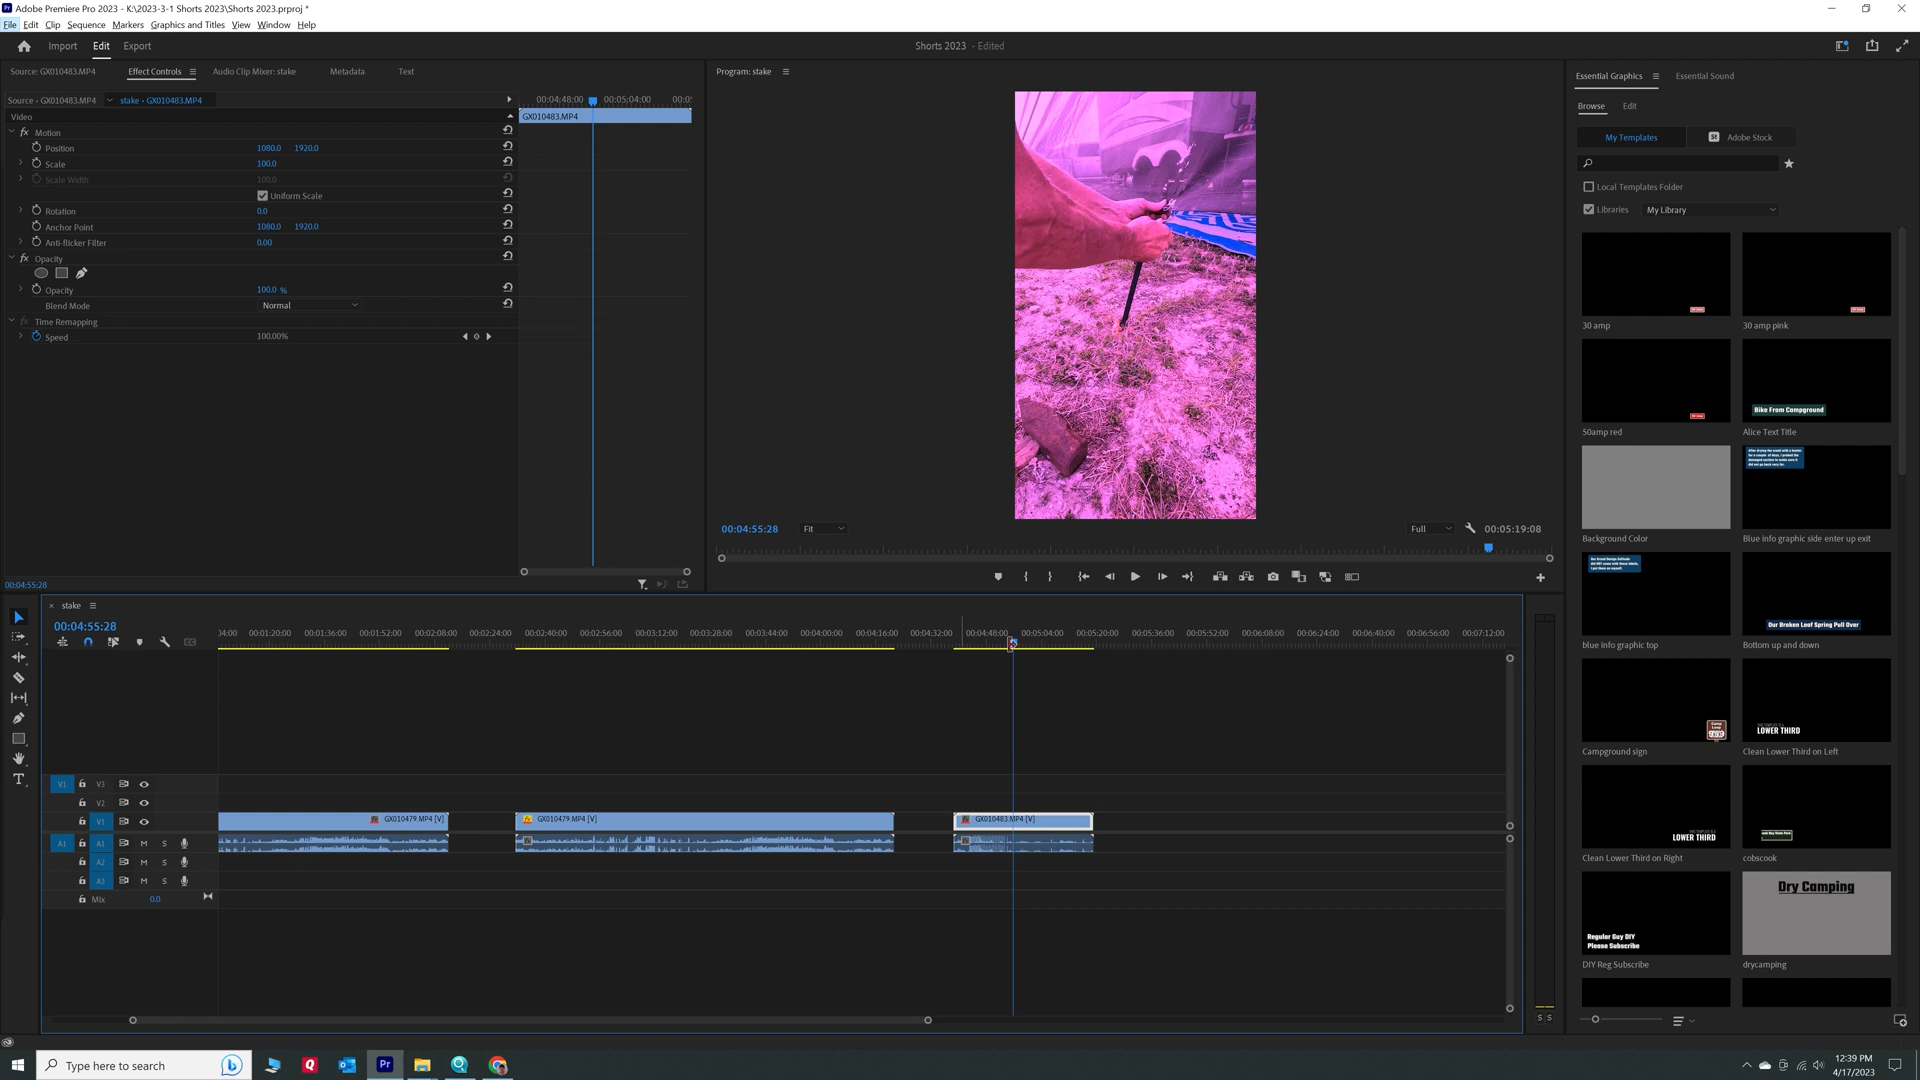 Adobe Premiere Pro 2023 - K:\2023-3-1 Shorts 2023\Shorts 2023.prproj *
File Edit Clip Sequence Markers Graphics and Titles View Window Help
Import Edit Export
Shorts 2023 - Edited
Source: GX010483.MP4 Effect Controls Audio Clip Mixer: stake Metadata Text
Source • GX010483.MP4 stake • GX010483.MP4
00:04:48:00 00:05:04:00 00:0
Video
GX010483.MP4
fx Motion
Position 1080.0 1920.0
Scale 100.0
Scale Width 100.0
Uniform Scale
Rotation 0.0
Anchor Point 1080.0 1920.0
Anti-flicker Filter 0.00
fx Opacity
Opacity 100.0 %
Blend Mode Normal
fx Time Remapping
Speed 100.00%
00:04:55:28
Program: stake
00:04:55:28 Fit Full 00:05:19:08
Essential Graphics Essential Sound
Browse Edit
My Templates St Adobe Stock
Local Templates Folder
Libraries My Library
30 amp 30 amp pink
50amp red Bike From Campground Alice Text Title
Background Color Blue info graphic side enter up exit
blue info graphic top Our Broken Leaf Spring Pull Over Bottom up and down
Campground sign LOWER THIRD Clean Lower Third on Left
LOWER THIRD
Clean Lower Third on Right cobscook
Regular Guy DIY
Please Subscribe
DIY Reg Subscribe
Dry Camping
drycamping
stake
00:04:55:28
04:00 00:01:20:00 00:01:36:00 00:01:52:00 00:02:08:00 00:02:24:00 00:02:40:00 00:02:56:00 00:03:12:00 00:03:28:00 00:03:44:00 00:04:00:00 00:04:16:00 00:04:32:00 00:04:48:00 00:05:04:00 00:05:20:00 00:05:36:00 00:05:52:00 00:06:08:00 00:06:24:00 00:06:40:00 00:06:56:00 00:07:12:00
V1 V3
V2
V1 GX010479.MP4 [V] GX010479.MP4 [V] GX010483.MP4 [V]
A1 A1 M S
A2 M S
A3 M S
Mix 0.0
S S
Type here to search
Pr
12:39 PM
4/17/2023